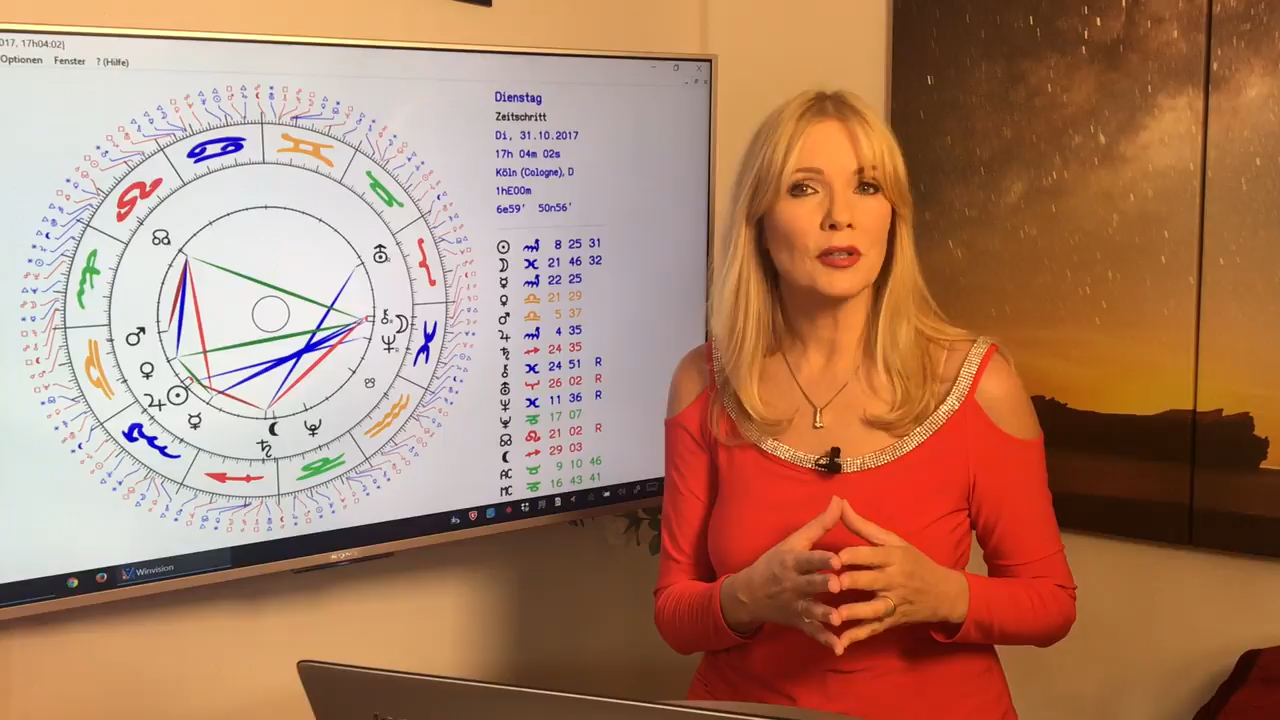 017, 17h04:02)
Optionen Fenster ? (Hilfe)
Dienstag
Zeitschritt
Di, 31.10.2017
17h 04m 02s
Köln (Cologne), D
1hE00m
6e59' 50n56'
☉ ♏ 8 25 31
☽ ♓ 21 46 32
☿ ♏ 22 25
♀ ♎ 21 29
♂ ♎ 5 37
♃ ♏ 4 35
♄ ♐ 24 35
⚷ ♓ 24 51 R
⛢ ♈ 26 02 R
♆ ♓ 11 36 R
♇ ♑ 17 07
☊ ♌ 21 02 R
⚸ ♐ 29 03
AC ♉ 9 10 46
MC ♑ 16 43 41
SONY
Winvision